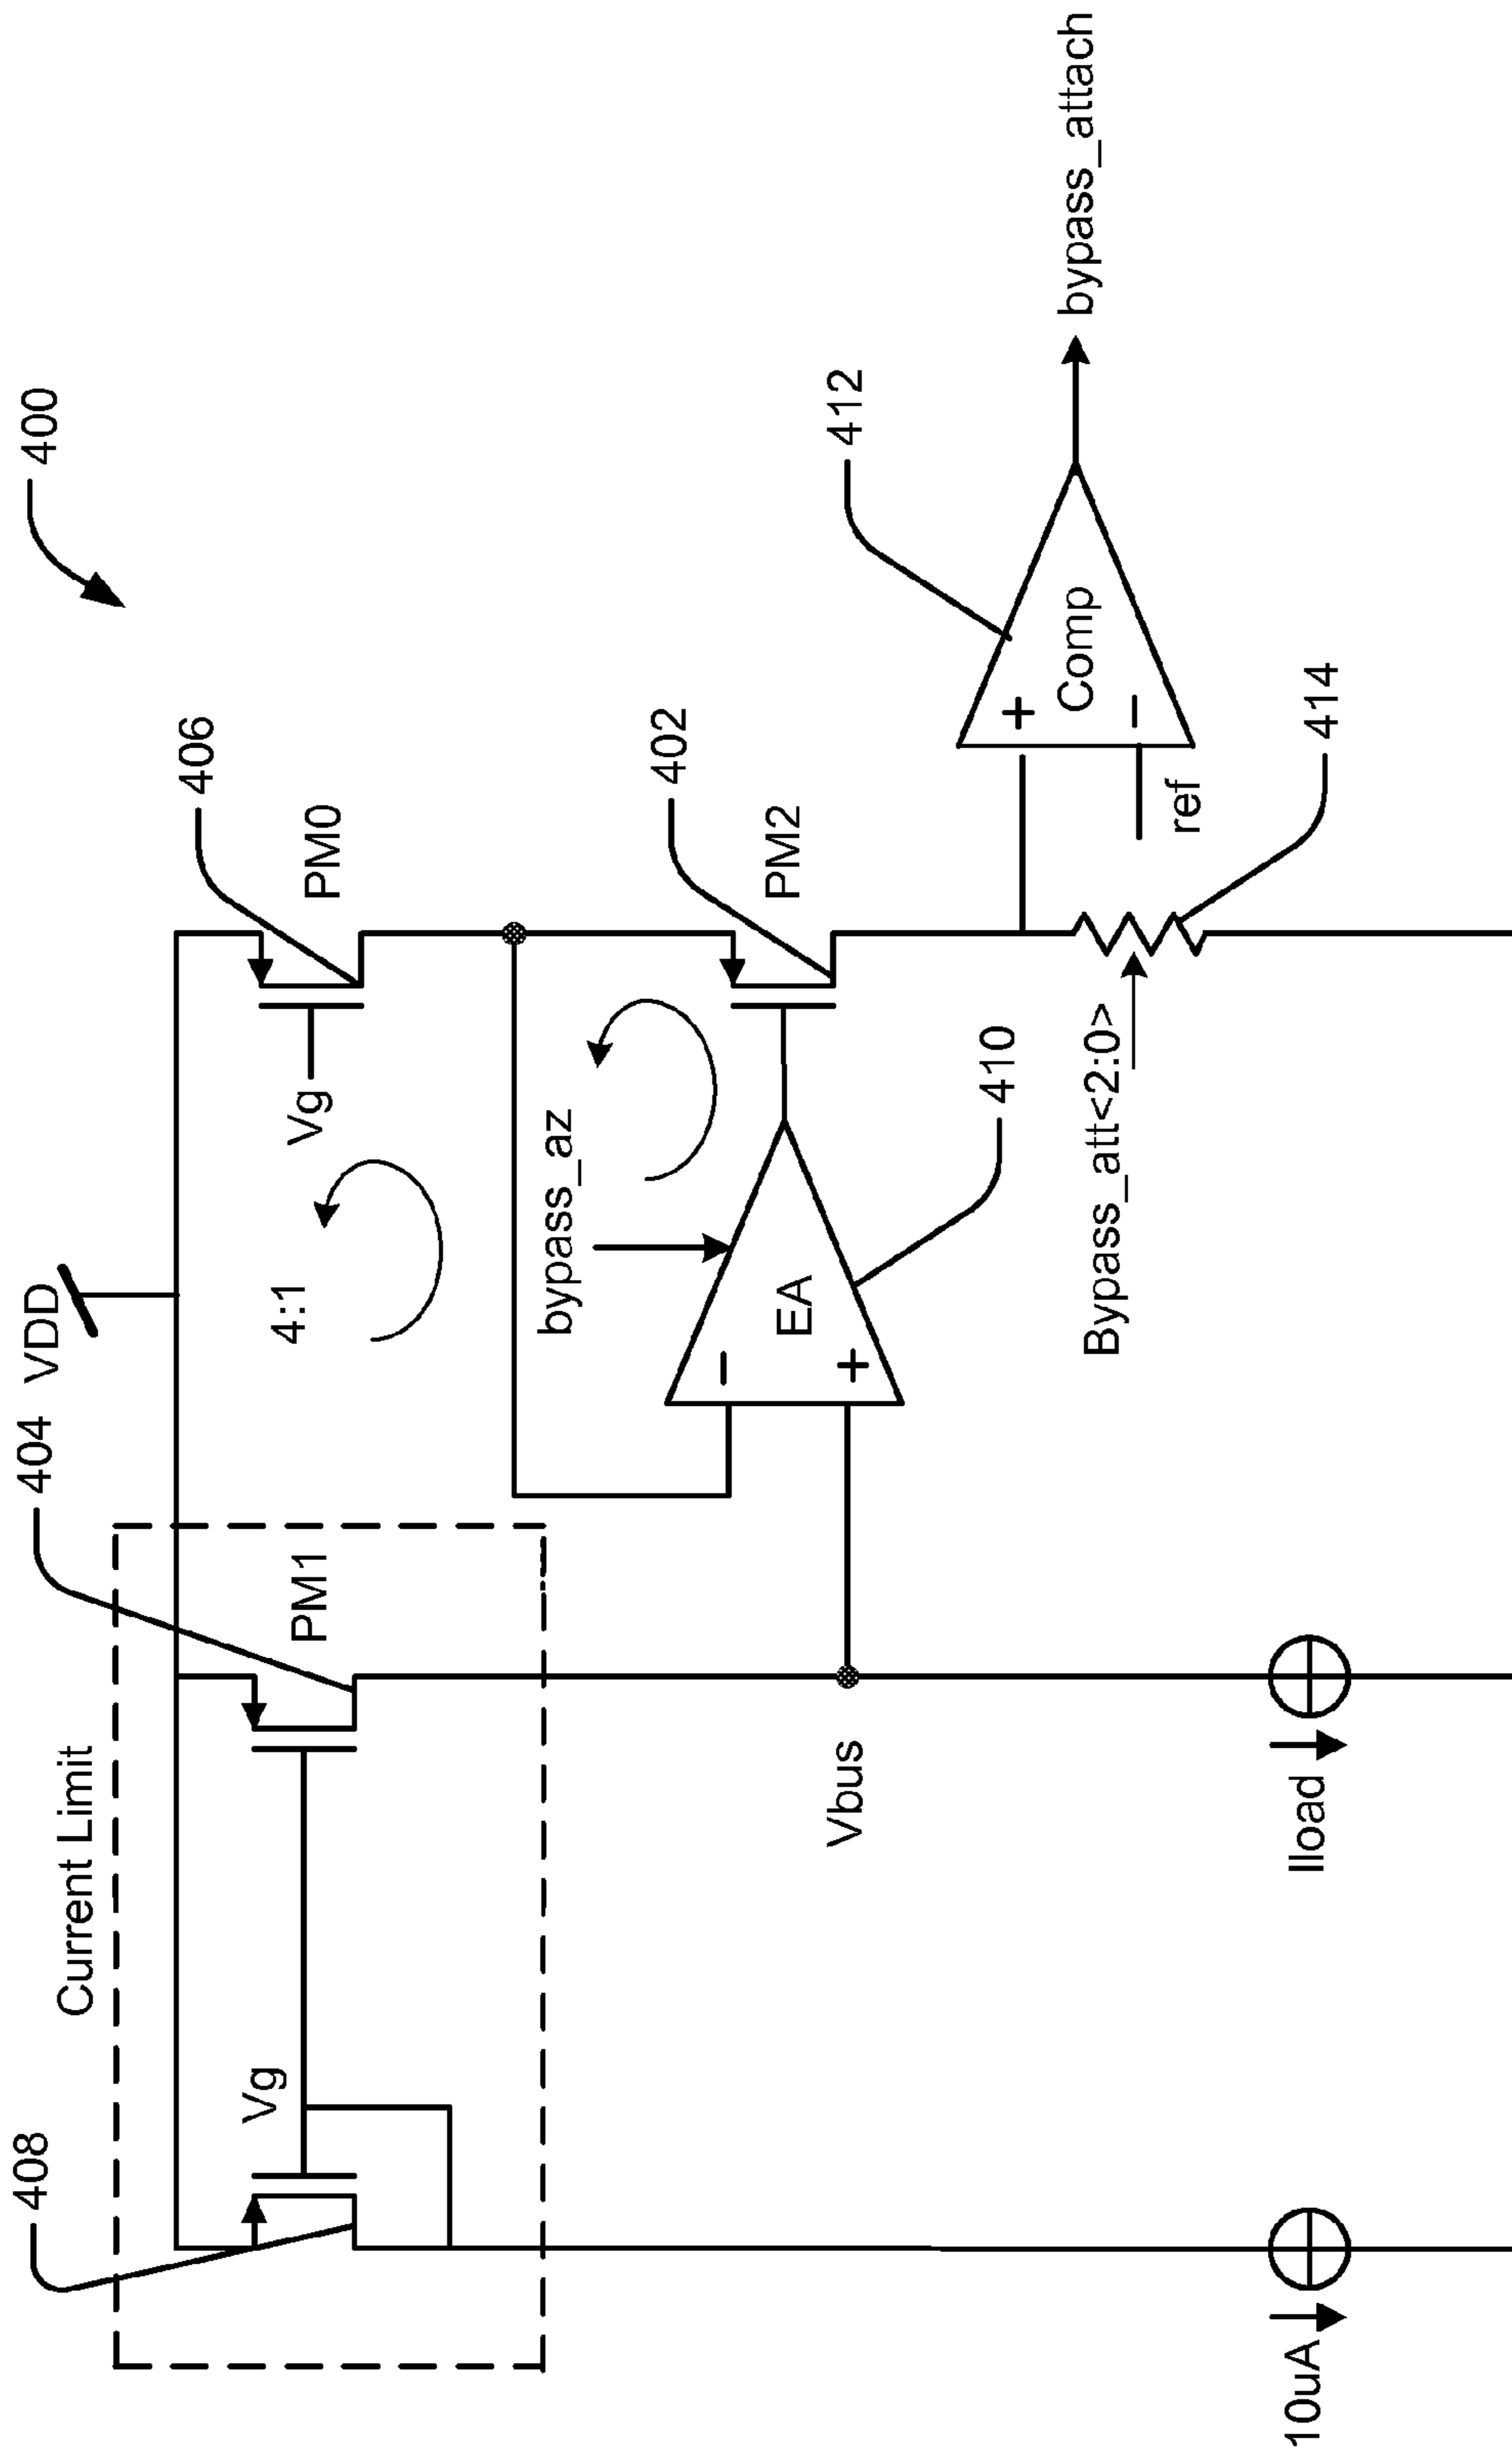 400
404
VDD
406
408
Current Limit
PM1
4:1
Vg
PM0
Vg
bypass_az
402
PM2
412
EA
Vbus
410
+
-
Comp
bypass_attach
-
+
Bypass_att<2:0>
ref
414
10uA
Iload